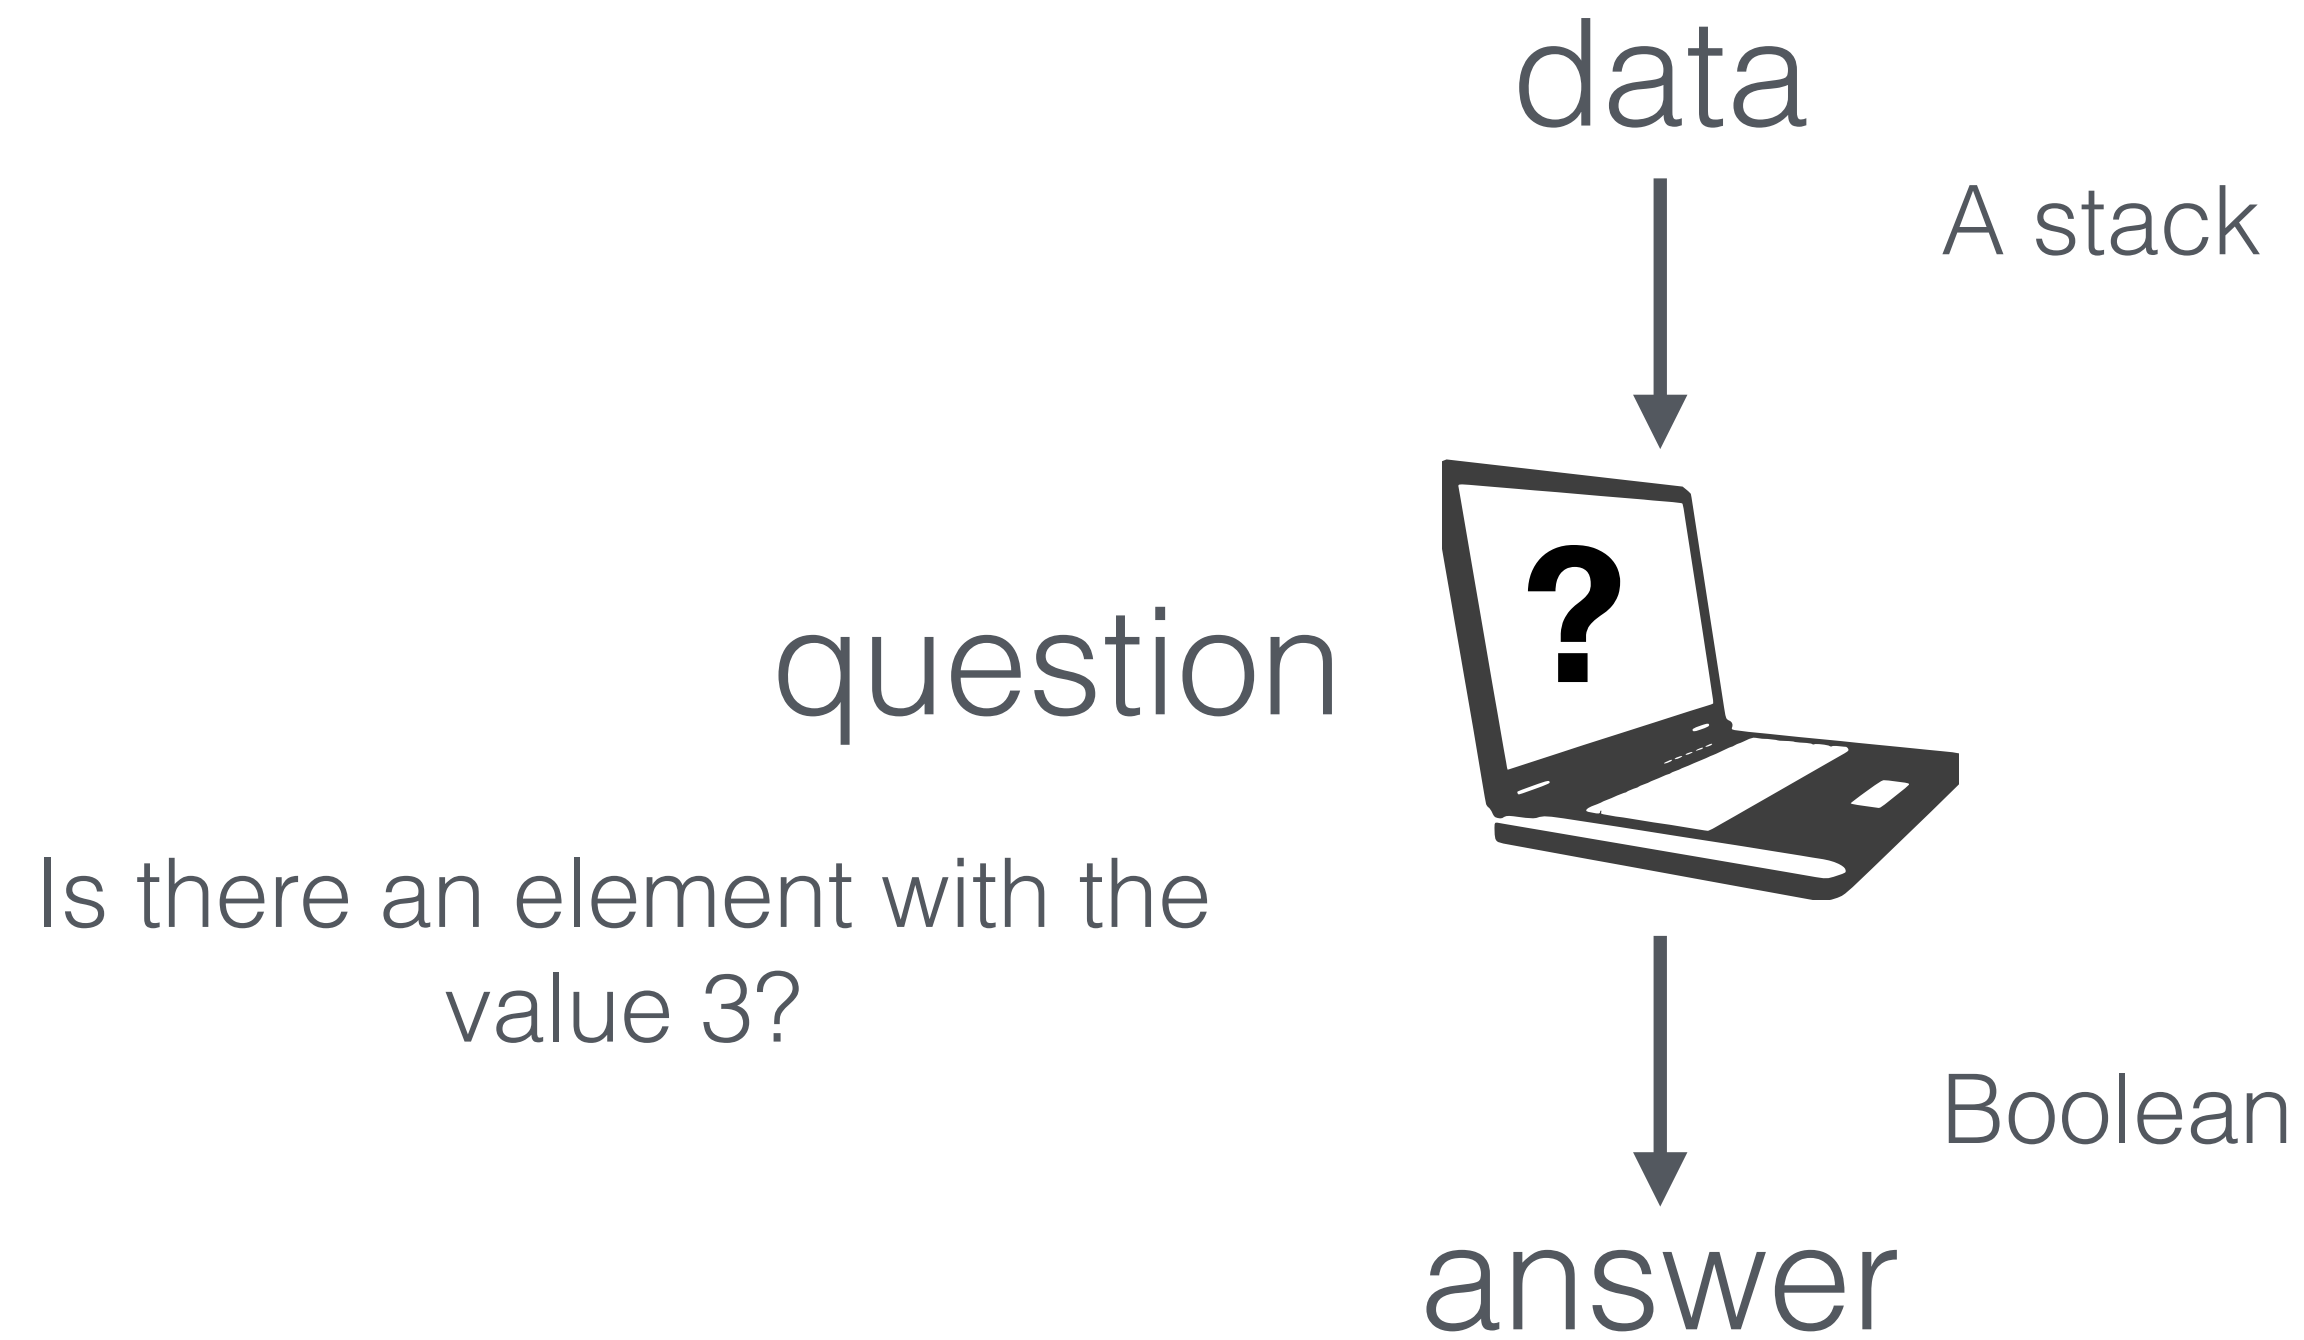 data
A stack
?
question
Is there an element with the
value 3?
Boolean
answer